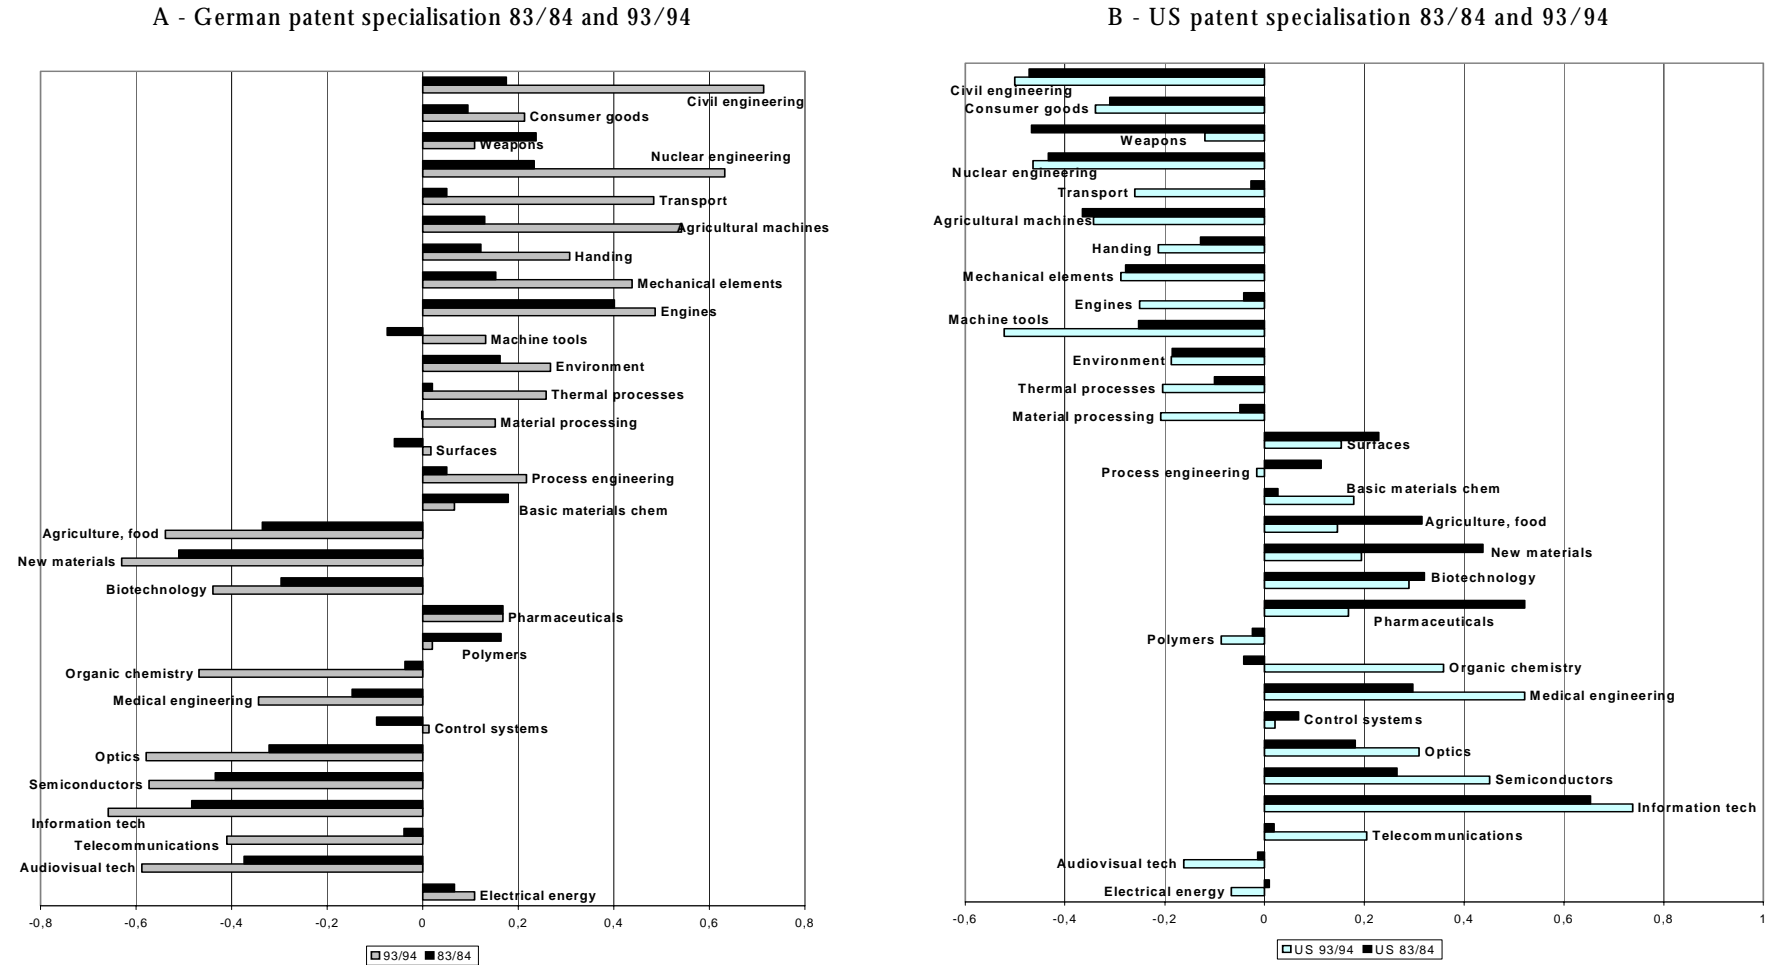 A - German patent specialisation 83/84 and 93/94
Civil engineering
Consumer goods
Weapons
Nuclear engineering
Transport
Agricultural machines
Handing
Mechanical elements
Engines
Machine tools
Environment
Thermal processes
Material processing
Surfaces
Process engineering
Basic materials chem
Agriculture, food
New materials
Biotechnology
Pharmaceuticals
Polymers
Organic chemistry
Medical engineering
Control systems
Optics
Semiconductors
Information tech
Telecommunications
Audiovisual tech
Electrical energy
-0,8 -0,6 -0,4 -0,2 0 0,2 0,4 0,6 0,8
93/94 83/84
B - US patent specialisation 83/84 and 93/94
Civil engineering
Consumer goods
Weapons
Nuclear engineering
Transport
Agricultural machines
Handing
Mechanical elements
Engines
Machine tools
Environment
Thermal processes
Material processing
Surfaces
Process engineering
Basic materials chem
Agriculture, food
New materials
Biotechnology
Pharmaceuticals
Polymers
Organic chemistry
Medical engineering
Control systems
Optics
Semiconductors
Information tech
Telecommunications
Audiovisual tech
Electrical energy
-0,6 -0,4 -0,2 0 0,2 0,4 0,6 0,8 1
US 93/94 US 83/84